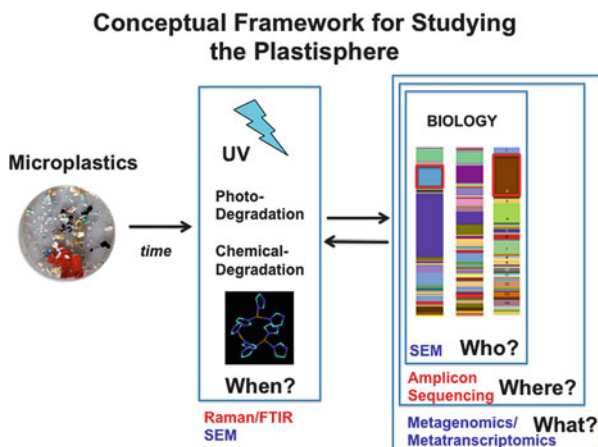 Conceptual Framework for Studying
the Plastisphere
Microplastics
time
UV
Photo-
Degradation
Chemical-
Degradation
When?
Raman/FTIR
SEM
BIOLOGY
SEM
Who?
Amplicon
Sequencing
Where?
Metagenomics/
Metatranscriptomics
What?